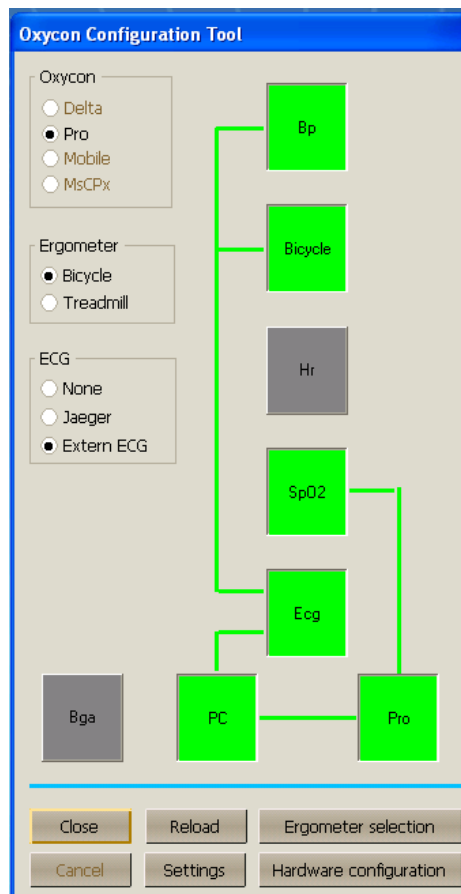 Oxycon Configuration Tool
Oxycon
Delta
Pro
Mobile
MsCPx
Ergometer
Bicycle
Treadmill
ECG
None
Jaeger
Extern ECG
Bp
Bicycle
Hr
SpO2
Ecg
Bga
PC
Pro
Close
Reload
Ergometer selection
Cancel
Settings
Hardware configuration